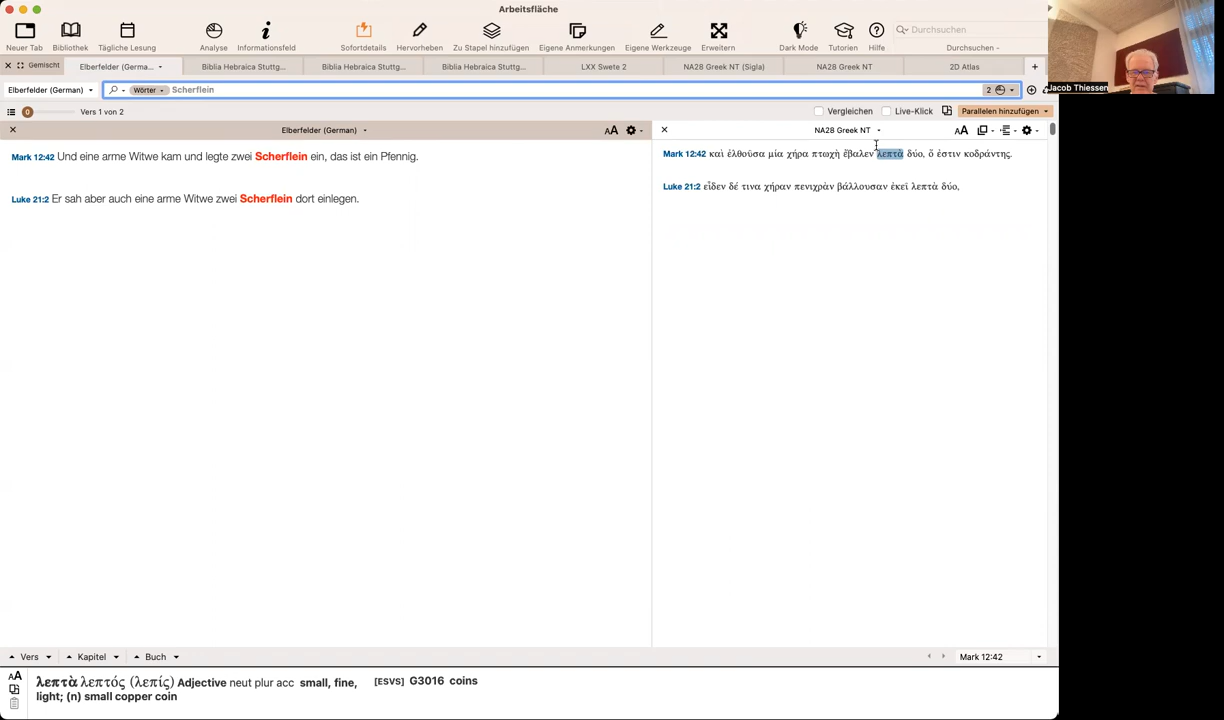 Arbeitsfläche
Neuer Tab Bibliothek Tägliche Lesung Analyse Informationsfeld Sofortdetails Hervorheben Zu Stapel hinzufügen Eigene Anmerkungen Eigene Werkzeuge Erweitern Dark Mode Tutorien Hilfe Durchsuchen
Durchsuchen
Gemischt Elberfelder (Germa... Biblia Hebraica Stuttg... Biblia Hebraica Stuttg... Biblia Hebraica Stuttg... LXX Swete 2 NA28 Greek NT (Sigla) NA28 Greek NT 2D Atlas
Jacob Thiessen
Elberfelder (German) Wörter Scherflein 2
0 Vers 1 von 2 Vergleichen Live-Klick Parallelen hinzufügen
Elberfelder (German) AA NA28 Greek NT AA
Mark 12:42 Und eine arme Witwe kam und legte zwei Scherflein ein, das ist ein Pfennig.
Luke 21:2 Er sah aber auch eine arme Witwe zwei Scherflein dort einlegen.
Mark 12:42 καὶ ἐλθοῦσα μία χήρα πτωχὴ ἔβαλεν λεπτὰ δύο, ὅ ἐστιν κοδράντης.
Luke 21:2 εἶδεν δέ τινα χήραν πενιχρὰν βάλλουσαν ἐκεῖ λεπτὰ δύο,
Vers Kapitel Buch Mark 12:42
AA λεπτὰ λεπτός (λεπίς) Adjective neut plur acc small, fine,
light; (n) small copper coin
[ESVS] G3016 coins